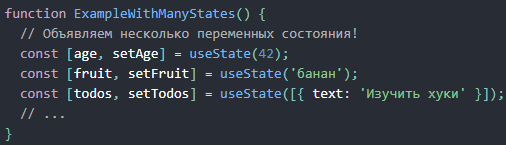 function ExampleWithManyStates() {
  // Объявляем несколько переменных состояния!
  const [age, setAge] = useState(42);
  const [fruit, setFruit] = useState('банан');
  const [todos, setTodos] = useState([{ text: 'Изучить хуки' }]);
  // ...
}